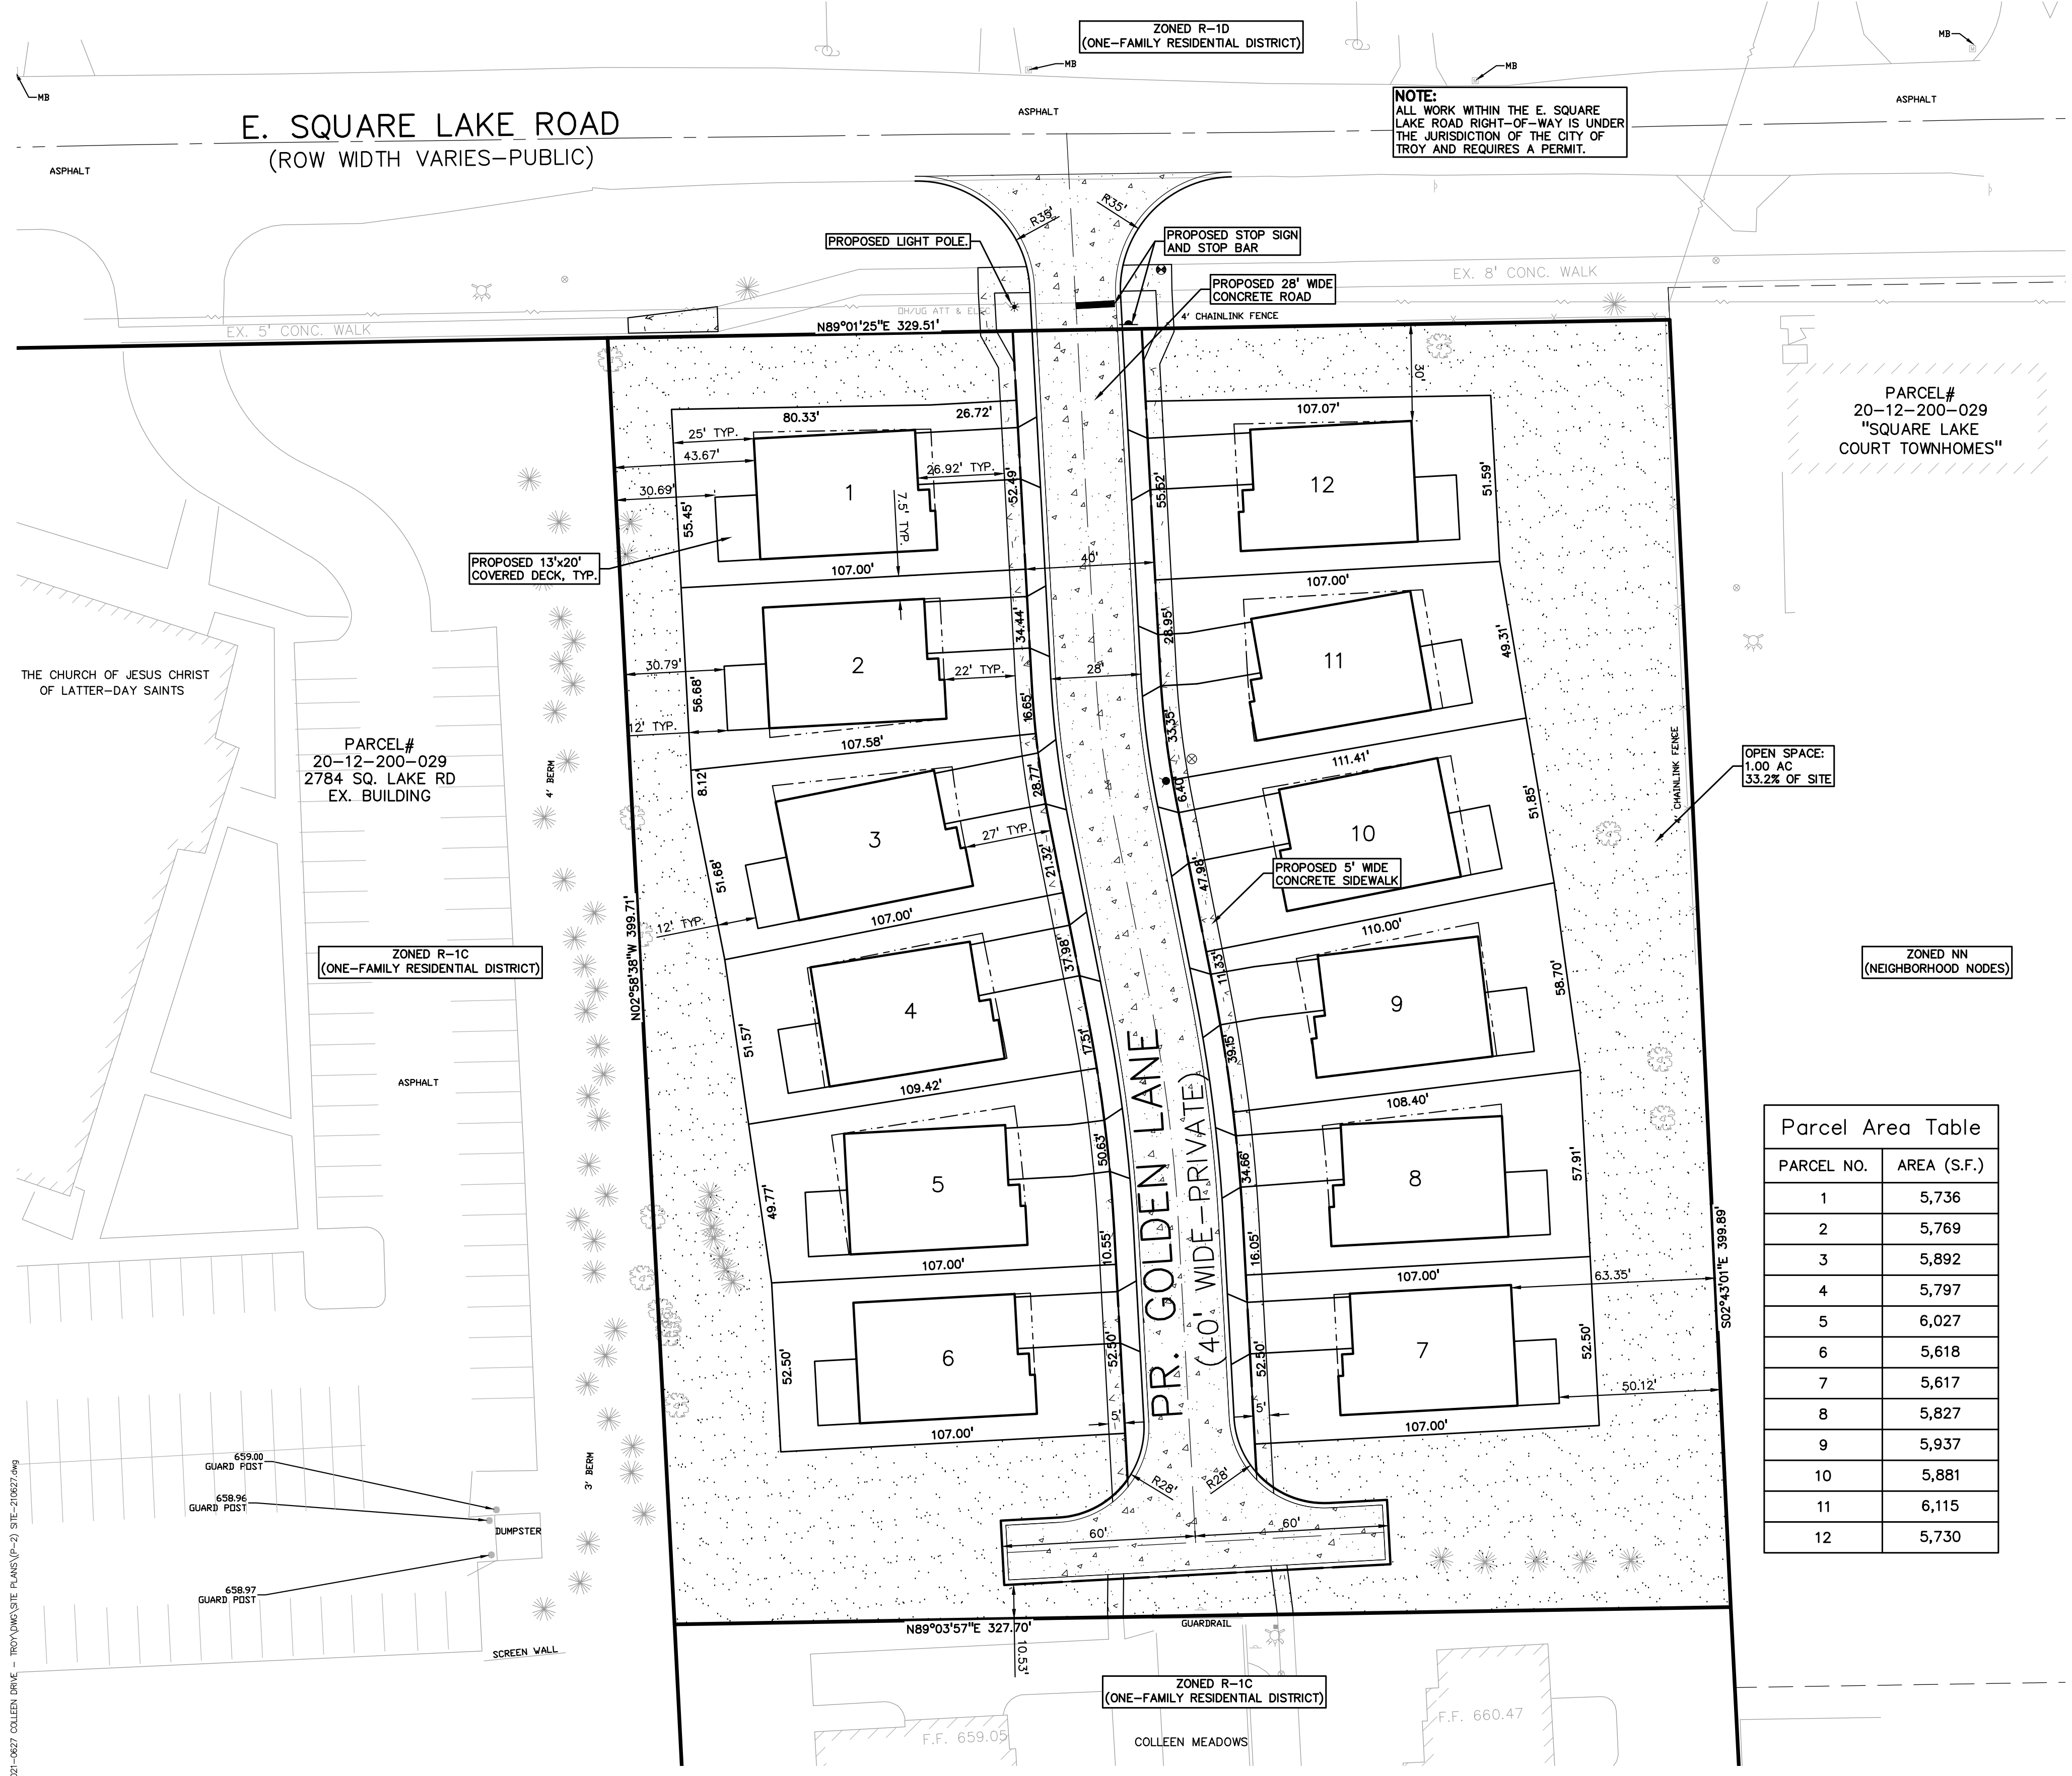 ZONED R-1D
(ONE-FAMILY RESIDENTIAL DISTRICT)
MB
MB
MB
MB
NOTE:
ALL WORK WITHIN THE E. SQUARE
LAKE ROAD RIGHT-OF-WAY IS UNDER
THE JURISDICTION OF THE CITY OF
TROY AND REQUIRES A PERMIT.
ASPHALT
ASPHALT
ASPHALT
E. SQUARE LAKE ROAD
(ROW WIDTH VARIES-PUBLIC)
R35'
R35'
PROPOSED LIGHT POLE.
PROPOSED STOP SIGN
AND STOP BAR
PROPOSED 28' WIDE
CONCRETE ROAD
EX. 8' CONC. WALK
EX. 5' CONC. WALK
OH/UG ATT & ELEC
4' CHAINLINK FENCE
N89°01'25"E 329.51'
30'
80.33'
26.72'
107.07'
25' TYP.
43.67'
30.69'
26.92' TYP.
7.5' TYP.
1
12
55.45'
52.49'
55.52'
51.59'
PROPOSED 13'x20'
COVERED DECK, TYP.
107.00'
40'
107.00'
PARCEL#
20-12-200-029
"SQUARE LAKE
COURT TOWNHOMES"
THE CHURCH OF JESUS CHRIST
OF LATTER-DAY SAINTS
PARCEL#
20-12-200-029
2784 SQ. LAKE RD
EX. BUILDING
4' BERM
30.79'
2
22' TYP.
28'
11
56.68'
34.44'
16.65'
28.95'
33.35'
49.31'
12' TYP.
107.58'
111.41'
8.12'
28.77'
6.40'
51.85'
3
27' TYP.
10
51.68'
21.32'
47.98'
PROPOSED 5' WIDE
CONCRETE SIDEWALK
4' CHAINLINK FENCE
OPEN SPACE:
1.00 AC
33.2% OF SITE
12' TYP.
107.00'
110.00'
N02°58'38"W 399.71'
ZONED R-1C
(ONE-FAMILY RESIDENTIAL DISTRICT)
ZONED NN
(NEIGHBORHOOD NODES)
4
9
51.57'
37.98'
17.51'
11.33'
39.15'
58.70'
109.42'
108.40'
ASPHALT
5
8
49.77'
50.63'
10.55'
34.66'
16.05'
57.91'
107.00'
107.00'
63.35'
S02°43'01"E 399.89'
PR. GOLDEN LANE
(40' WIDE-PRIVATE)
6
7
52.50'
52.50'
52.50'
52.50'
50.12'
5'
5'
107.00'
107.00'
R28'
R28'
60'
60'
10.53'
Parcel Area Table
PARCEL NO. AREA (S.F.)
1 5,736
2 5,769
3 5,892
4 5,797
5 6,027
6 5,618
7 5,617
8 5,827
9 5,937
10 5,881
11 6,115
12 5,730
659.00
GUARD POST
658.96
GUARD POST
658.97
GUARD POST
DUMPSTER
3' BERM
SCREEN WALL
N89°03'57"E 327.70'
GUARDRAIL
ZONED R-1C
(ONE-FAMILY RESIDENTIAL DISTRICT)
F.F. 659.05
F.F. 660.47
COLLEEN MEADOWS
021-0627 COLLEEN DRIVE - TROY\DWG\SITE PLANS\(P-2) SITE-210627.dwg